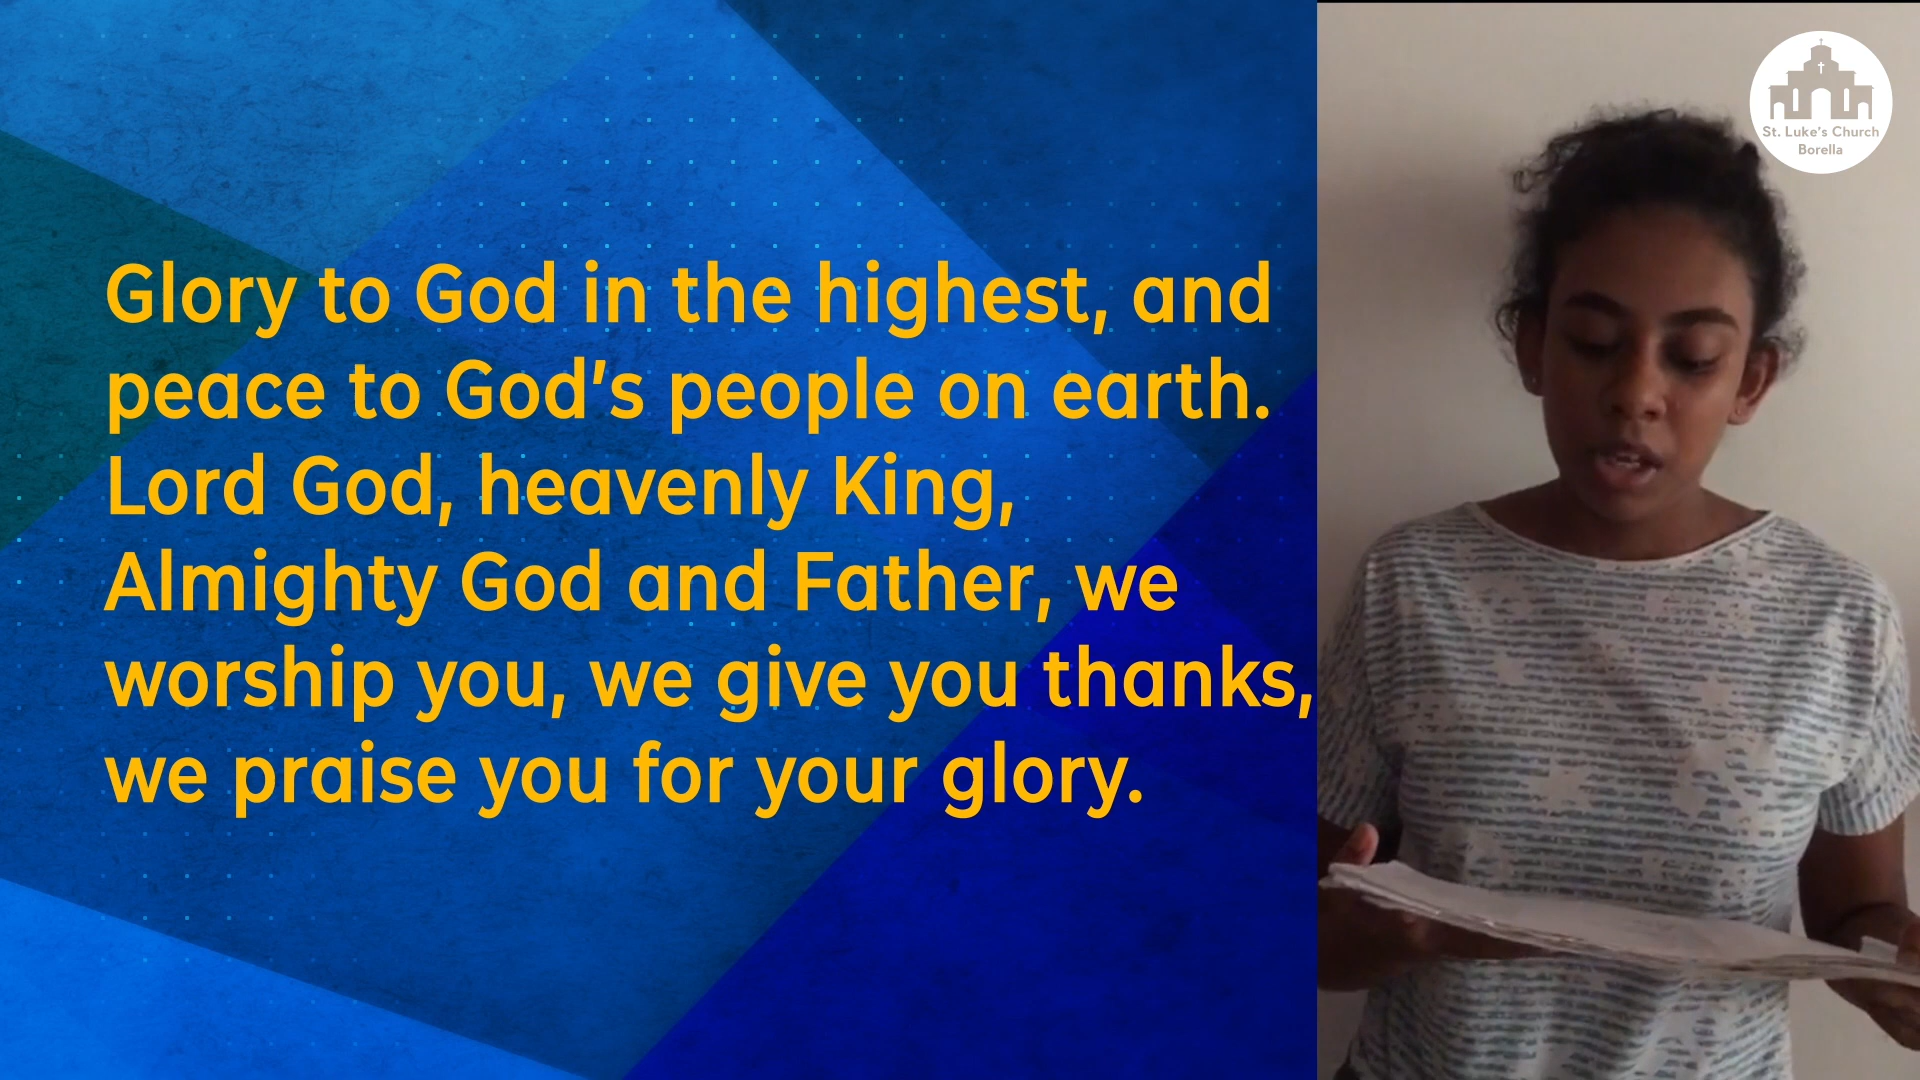 Glory to God in the highest, and
peace to God's people on earth.
Lord God, heavenly King,
Almighty God and Father, we
worship you, we give you thanks,
we praise you for your glory.
St. Luke's Church
Borella